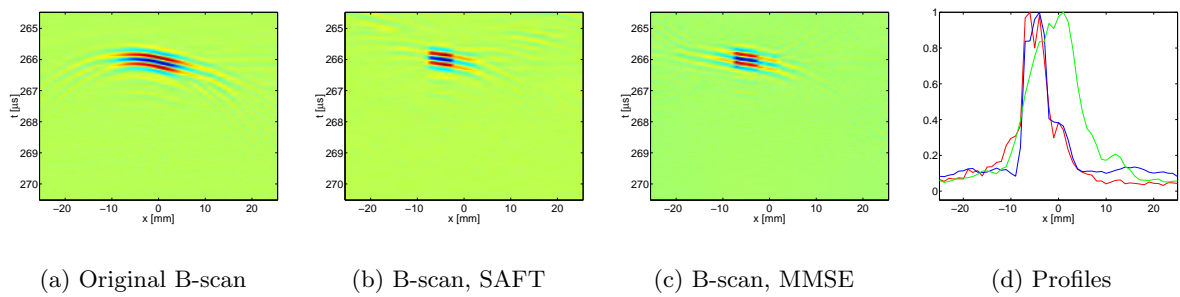 265
266
267
268
269
270
t [µs]
−20 −10 0 10 20
x [mm]
265
266
267
268
269
270
t [µs]
−20 −10 0 10 20
x [mm]
265
266
267
268
269
270
t [µs]
−20 −10 0 10 20
x [mm]
1
0.8
0.6
0.4
0.2
0
−20 −10 0 10 20
x [mm]
(a) Original B-scan
(b) B-scan, SAFT
(c) B-scan, MMSE
(d) Profiles